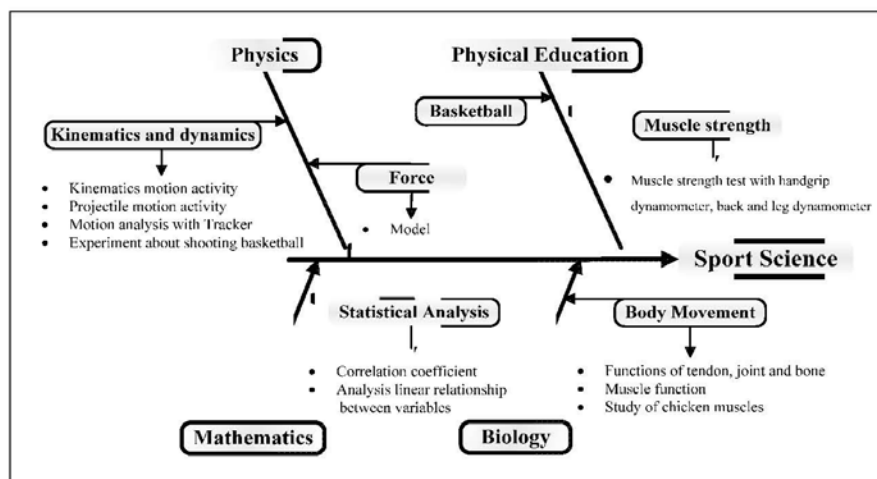 Physics
Physical Education
Basketball
Kinematics and dynamics
Muscle strength
• Kinematics motion activity
• Projectile motion activity
• Motion analysis with Tracker
• Experiment about shooting basketball
Force
• Model
• Muscle strength test with handgrip
dynamometer, back and leg dynamometer
Sport Science
Statistical Analysis
Body Movement
• Correlation coefficient
• Analysis linear relationship
between variables
• Functions of tendon, joint and bone
• Muscle function
• Study of chicken muscles
Mathematics
Biology